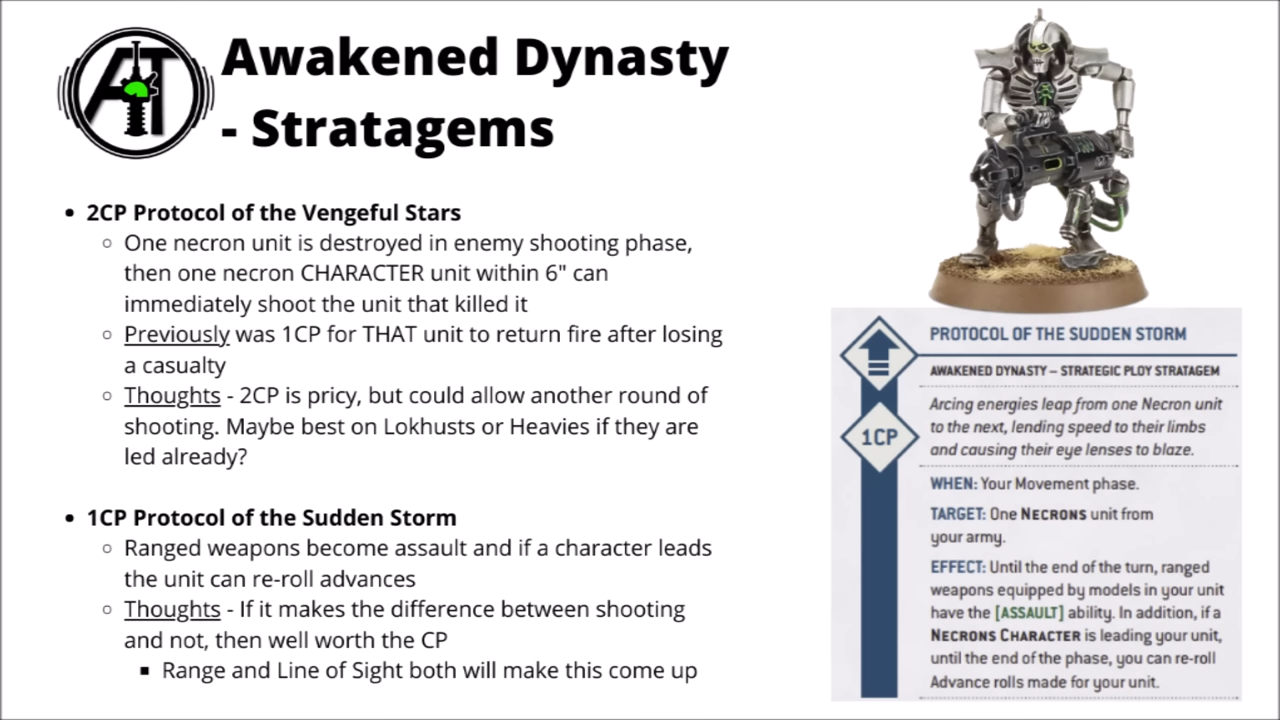 AT
Awakened Dynasty
- Stratagems
• 2CP Protocol of the Vengeful Stars
○ One necron unit is destroyed in enemy shooting phase,
then one necron CHARACTER unit within 6" can
immediately shoot the unit that killed it
○ Previously was 1CP for THAT unit to return fire after losing
a casualty
○ Thoughts - 2CP is pricy, but could allow another round of
shooting. Maybe best on Lokhusts or Heavies if they are
led already?
• 1CP Protocol of the Sudden Storm
○ Ranged weapons become assault and if a character leads
the unit can re-roll advances
○ Thoughts - If it makes the difference between shooting
and not, then well worth the CP
▪ Range and Line of Sight both will make this come up
PROTOCOL OF THE SUDDEN STORM
AWAKENED DYNASTY – STRATEGIC PLOY STRATAGEM
Arcing energies leap from one Necron unit
to the next, lending speed to their limbs
and causing their eye lenses to blaze.
1CP
WHEN: Your Movement phase.
TARGET: One NECRONS unit from
your army.
EFFECT: Until the end of the turn, ranged
weapons equipped by models in your unit
have the [ASSAULT] ability. In addition, if a
NECRONS CHARACTER is leading your unit,
until the end of the phase, you can re-roll
Advance rolls made for your unit.